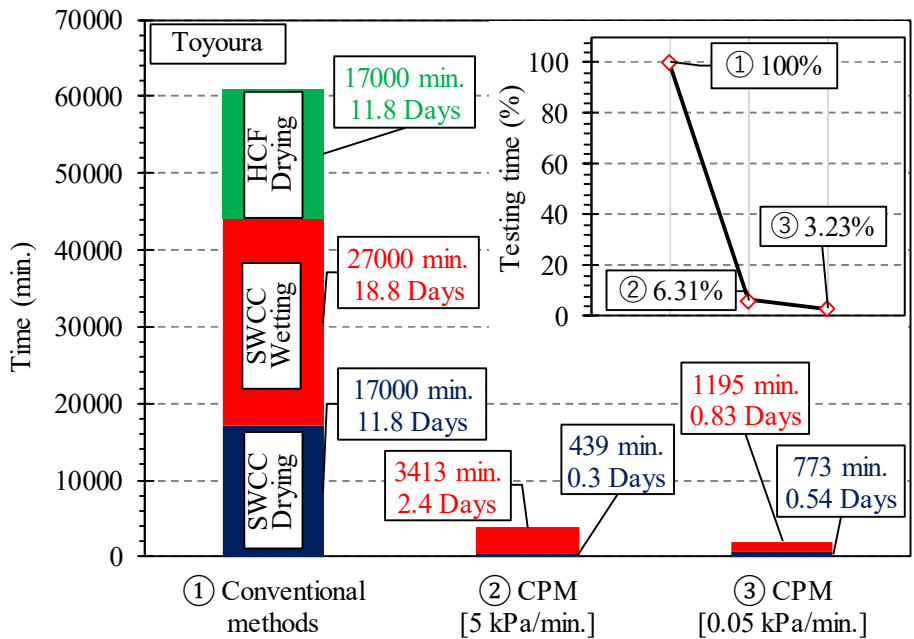 Toyoura
Time (min.)
70000
60000
50000
40000
30000
20000
10000
0
HCF
Drying
SWCC
Wetting
SWCC
Drying
17000 min.
11.8 Days
27000 min.
18.8 Days
17000 min.
11.8 Days
3413 min.
2.4 Days
439 min.
0.3 Days
1195 min.
0.83 Days
773 min.
0.54 Days
Testing time (%)
100
80
60
40
20
0
① 100%
② 6.31%
③ 3.23%
① Conventional
methods
② CPM
[5 kPa/min.]
③ CPM
[0.05 kPa/min.]